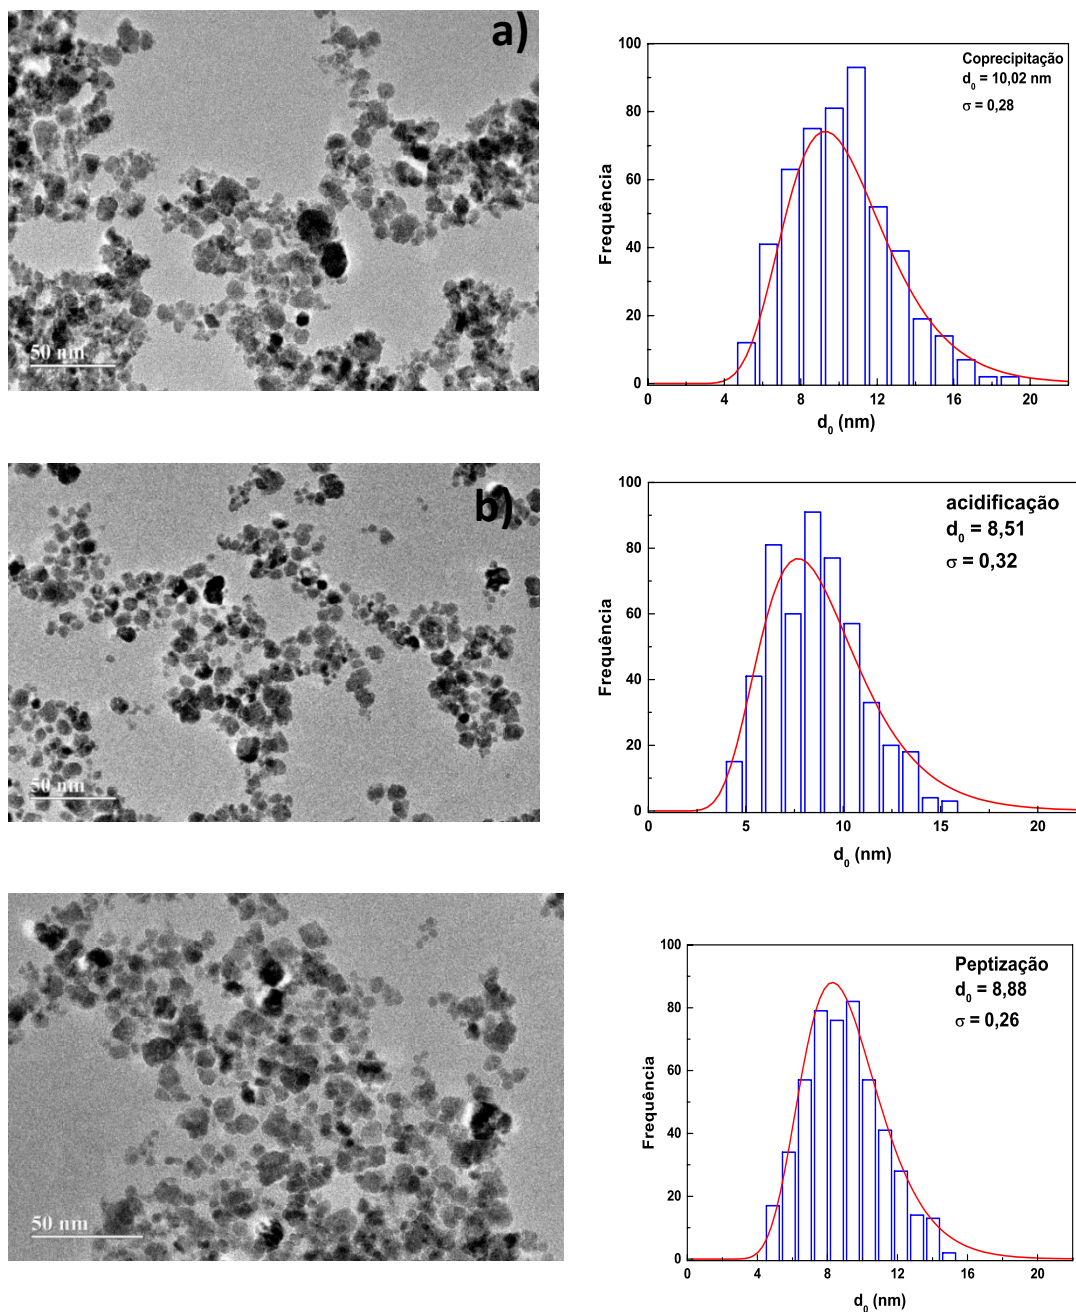 a)
50 nm
Coprecipitação
d₀ = 10,02 nm
σ = 0,28
Frequência
100
80
60
40
20
0
0 4 8 12 16 20
d₀ (nm)
b)
50 nm
acidificação
d₀ = 8,51
σ = 0,32
Frequência
100
80
60
40
20
0
0 5 10 15 20
d₀ (nm)
50 nm
Peptização
d₀ = 8,88
σ = 0,26
Frequência
100
80
60
40
20
0
0 4 8 12 16 20
d₀ (nm)